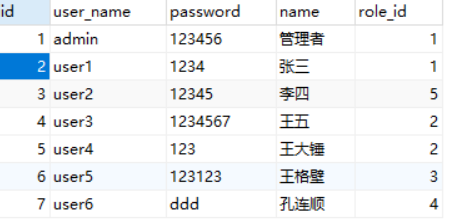 id user_name password name role_id
1 admin 123456 管理者 1
2 user1 1234 张三 1
3 user2 12345 李四 5
4 user3 1234567 王五 2
5 user4 123 王大锤 2
6 user5 123123 王格壁 3
7 user6 ddd 孔连顺 4